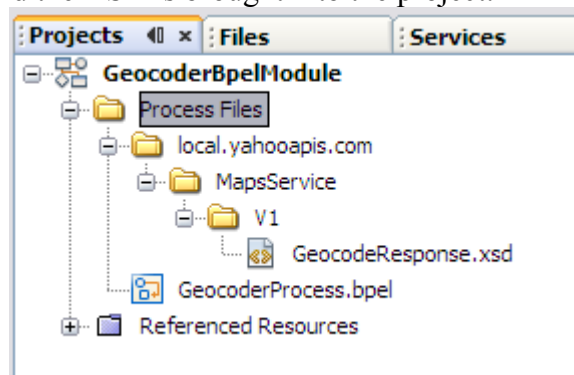 Projects Files Services
GeocoderBpelModule
Process Files
local.yahooapis.com
MapsService
V1
GeocodeResponse.xsd
GeocoderProcess.bpel
Referenced Resources